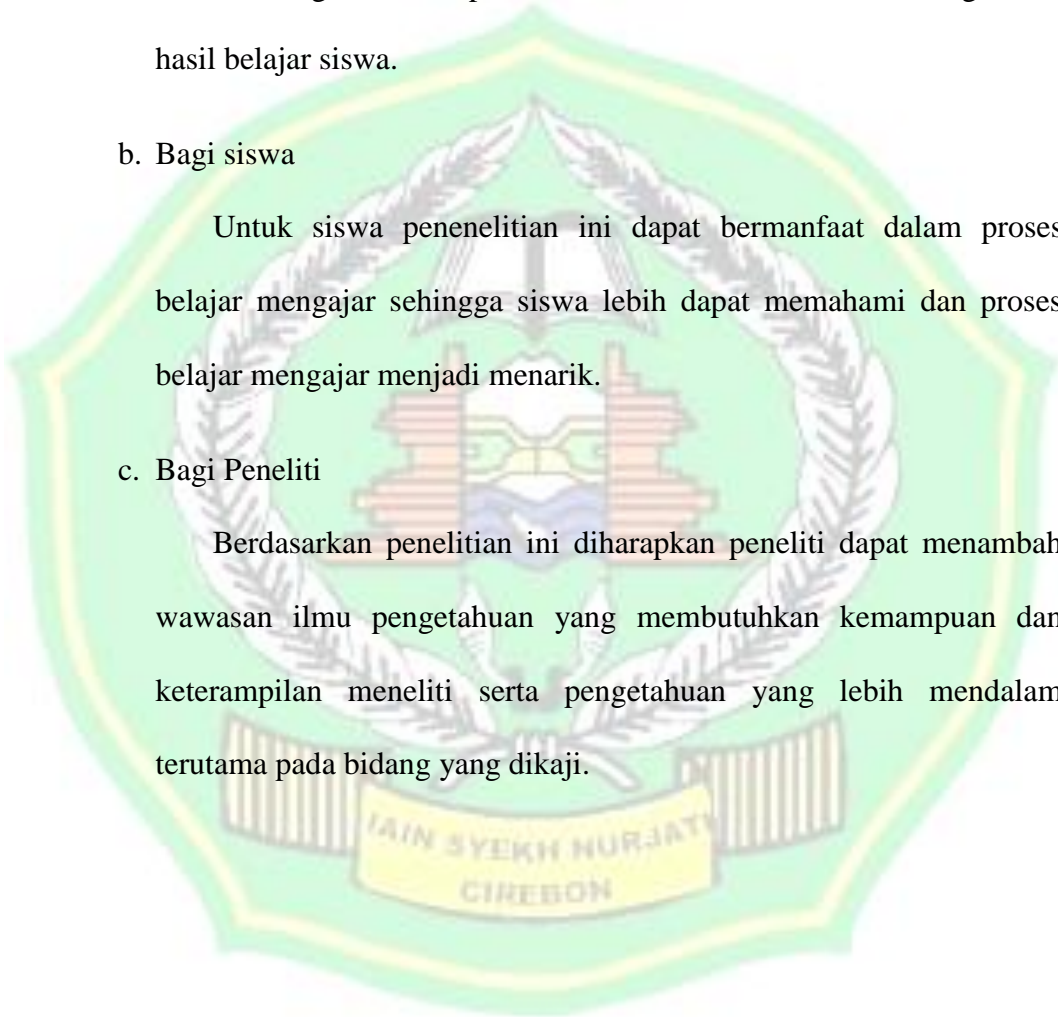 hasil belajar siswa.
b. Bagi siswa
Untuk siswa penenelitian ini dapat bermanfaat dalam proses
belajar mengajar sehingga siswa lebih dapat memahami dan proses
belajar mengajar menjadi menarik.
c. Bagi Peneliti
Berdasarkan penelitian ini diharapkan peneliti dapat menambah
wawasan ilmu pengetahuan yang membutuhkan kemampuan dan
keterampilan meneliti serta pengetahuan yang lebih mendalam
terutama pada bidang yang dikaji.
IAIN SYEKH NURJATI
CIREBON